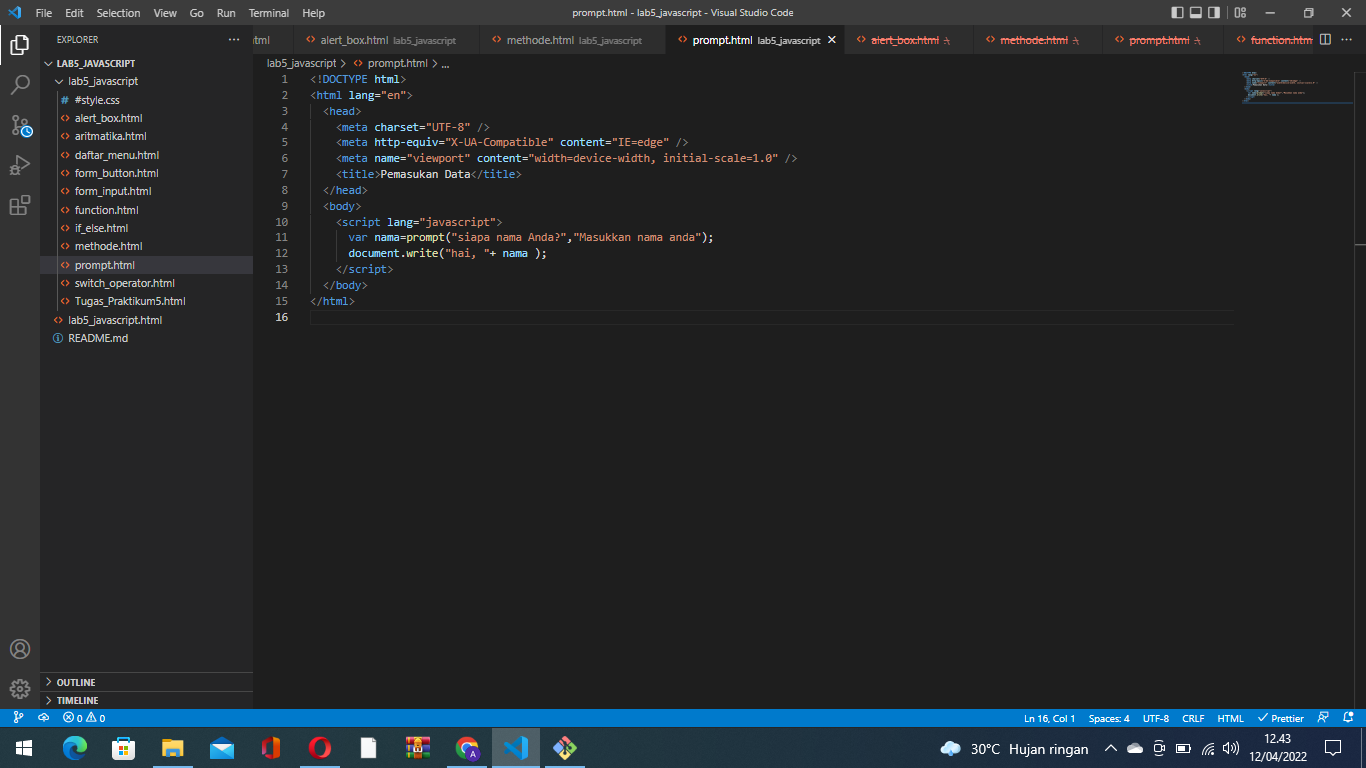 File Edit Selection View Go Run Terminal Help
prompt.html - lab5_javascript - Visual Studio Code
EXPLORER
html alert_box.html lab5_javascript methode.html lab5_javascript prompt.html lab5_javascript alert_box.html methode.html prompt.html function.htm
LAB5_JAVASCRIPT
lab5_javascript
#style.css
alert_box.html
aritmatika.html
daftar_menu.html
form_button.html
form_input.html
function.html
if_else.html
methode.html
prompt.html
switch_operator.html
Tugas_Praktikum5.html
lab5_javascript.html
README.md
OUTLINE
TIMELINE
lab5_javascript > prompt.html > ...
1 <!DOCTYPE html>
2 <html lang="en">
3 <head>
4 <meta charset="UTF-8" />
5 <meta http-equiv="X-UA-Compatible" content="IE=edge" />
6 <meta name="viewport" content="width=device-width, initial-scale=1.0" />
7 <title>Pemasukan Data</title>
8 </head>
9 <body>
10 <script lang="javascript">
11 var nama=prompt("siapa nama Anda?","Masukkan nama anda");
12 document.write("hai, "+ nama );
13 </script>
14 </body>
15 </html>
16
0 0
Ln 16, Col 1 Spaces: 4 UTF-8 CRLF HTML Prettier
30°C Hujan ringan
12.43
12/04/2022